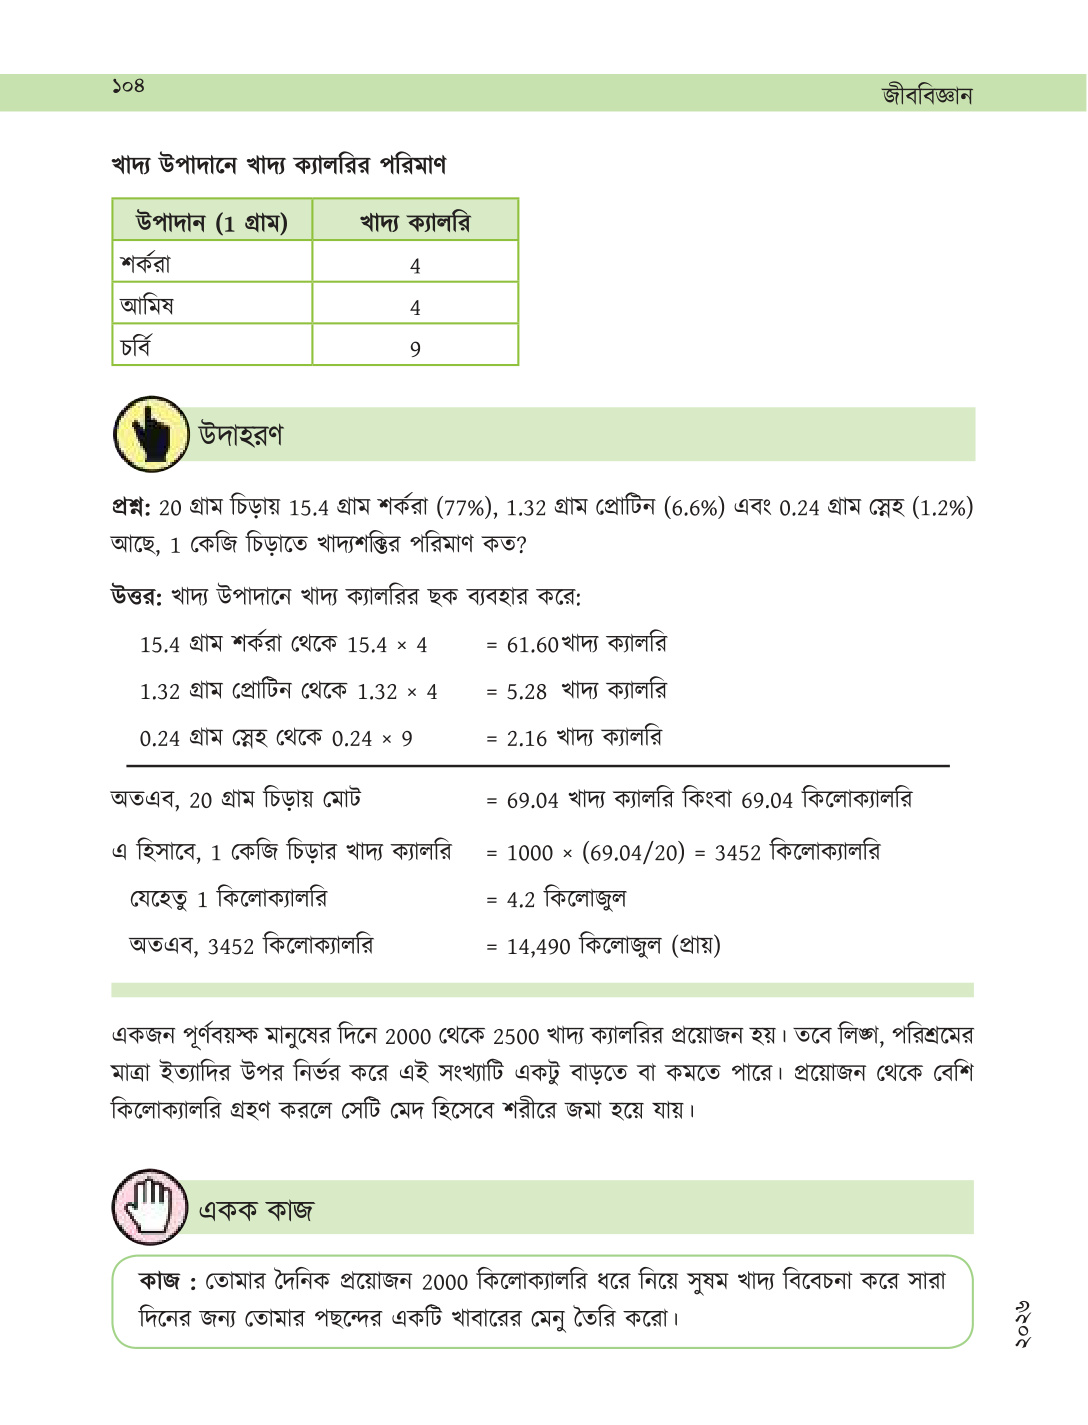 ১০৪
জীববিজ্ঞান
খাদ্য উপাদানে খাদ্য ক্যালরির পরিমাণ
উপাদান (1 গ্রাম) খাদ্য ক্যালরি
শর্করা 4
আমিষ 4
চর্বি 9
উদাহরণ
প্রশ্ন: 20 গ্রাম চিড়ায় 15.4 গ্রাম শর্করা (77%), 1.32 গ্রাম প্রোটিন (6.6%) এবং 0.24 গ্রাম স্নেহ (1.2%)
আছে, 1 কেজি চিড়াতে খাদ্যশক্তির পরিমাণ কত?
উত্তর: খাদ্য উপাদানে খাদ্য ক্যালরির ছক ব্যবহার করে:
15.4 গ্রাম শর্করা থেকে 15.4 × 4 = 61.60খাদ্য ক্যালরি
1.32 গ্রাম প্রোটিন থেকে 1.32 × 4 = 5.28 খাদ্য ক্যালরি
0.24 গ্রাম স্নেহ থেকে 0.24 × 9 = 2.16 খাদ্য ক্যালরি
অতএব, 20 গ্রাম চিড়ায় মোট = 69.04 খাদ্য ক্যালরি কিংবা 69.04 কিলোক্যালরি
এ হিসাবে, 1 কেজি চিড়ার খাদ্য ক্যালরি = 1000 × (69.04/20) = 3452 কিলোক্যালরি
যেহেতু 1 কিলোক্যালরি = 4.2 কিলোজুল
অতএব, 3452 কিলোক্যালরি = 14,490 কিলোজুল (প্রায়)
একজন পূর্ণবয়স্ক মানুষের দিনে 2000 থেকে 2500 খাদ্য ক্যালরির প্রয়োজন হয়। তবে লিঙ্গ, পরিশ্রমের
মাত্রা ইত্যাদির উপর নির্ভর করে এই সংখ্যাটি একটু বাড়তে বা কমতে পারে। প্রয়োজন থেকে বেশি
কিলোক্যালরি গ্রহণ করলে সেটি মেদ হিসেবে শরীরে জমা হয়ে যায়।
একক কাজ
কাজ : তোমার দৈনিক প্রয়োজন 2000 কিলোক্যালরি ধরে নিয়ে সুষম খাদ্য বিবেচনা করে সারা
দিনের জন্য তোমার পছন্দের একটি খাবারের মেনু তৈরি করো।
২০২৬